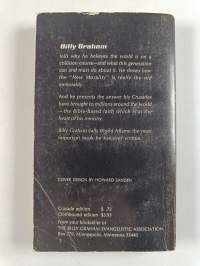 Billy Graham
tells why he believes the world is on a
collision course—and what this generation
can and must do about it. He shows how
the "New Morality" is really the old
immorality.
And he presents the answer his Crusades
have brought to millions around the world
—the Bible-based faith which is at the
heart of his ministry.
Billy Graham calls World Aflame the most
important book he has ever written.
COVER DESIGN BY HOWARD JANSEN
Crusade edition $ .75
Clothbound edition $3.95
From your bookseller or
THE BILLY GRAHAM EVANGELISTIC ASSOCIATION
Box 779, Minneapolis, Minnesota 55440